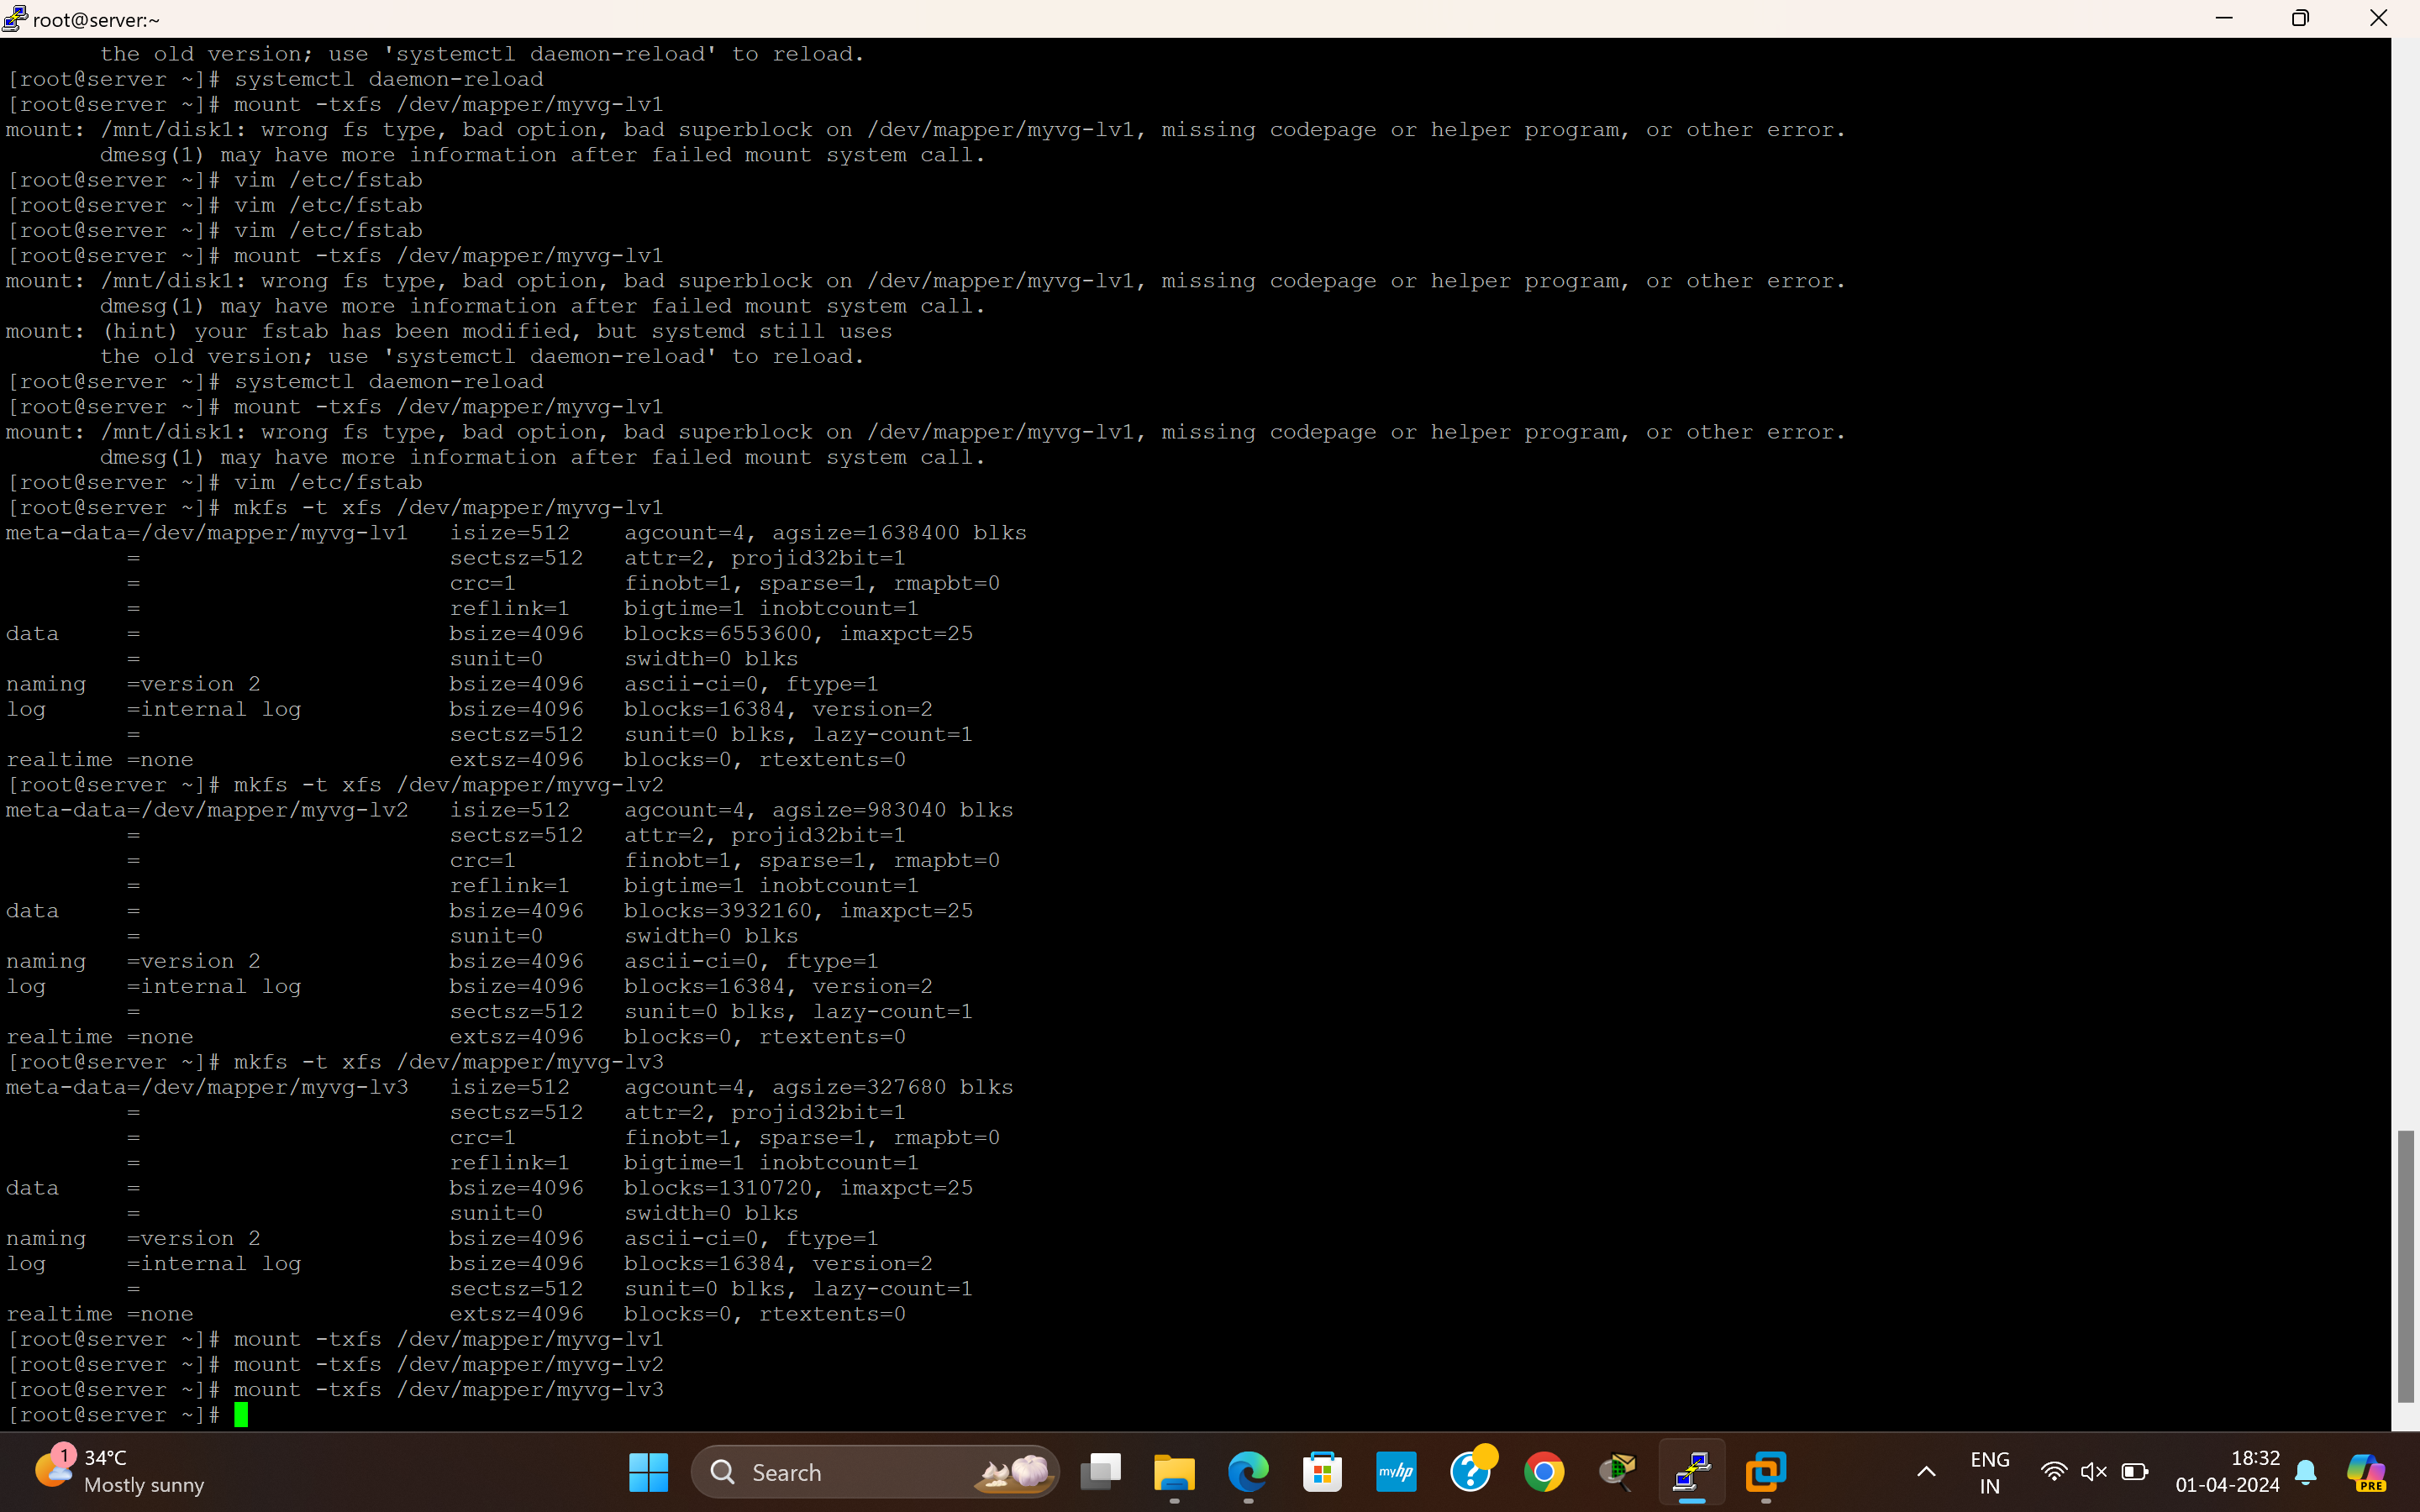 root@server:~
the old version; use 'systemctl daemon-reload' to reload.
[root@server ~]# systemctl daemon-reload
[root@server ~]# mount -txfs /dev/mapper/myvg-lv1
mount: /mnt/disk1: wrong fs type, bad option, bad superblock on /dev/mapper/myvg-lv1, missing codepage or helper program, or other error.
dmesg(1) may have more information after failed mount system call.
[root@server ~]# vim /etc/fstab
[root@server ~]# vim /etc/fstab
[root@server ~]# vim /etc/fstab
[root@server ~]# mount -txfs /dev/mapper/myvg-lv1
mount: /mnt/disk1: wrong fs type, bad option, bad superblock on /dev/mapper/myvg-lv1, missing codepage or helper program, or other error.
dmesg(1) may have more information after failed mount system call.
mount: (hint) your fstab has been modified, but systemd still uses
the old version; use 'systemctl daemon-reload' to reload.
[root@server ~]# systemctl daemon-reload
[root@server ~]# mount -txfs /dev/mapper/myvg-lv1
mount: /mnt/disk1: wrong fs type, bad option, bad superblock on /dev/mapper/myvg-lv1, missing codepage or helper program, or other error.
dmesg(1) may have more information after failed mount system call.
[root@server ~]# vim /etc/fstab
[root@server ~]# mkfs -t xfs /dev/mapper/myvg-lv1
meta-data=/dev/mapper/myvg-lv1   isize=512    agcount=4, agsize=1638400 blks
=                       sectsz=512   attr=2, projid32bit=1
=                       crc=1        finobt=1, sparse=1, rmapbt=0
=                       reflink=1    bigtime=1 inobtcount=1
data     =                       bsize=4096   blocks=6553600, imaxpct=25
=                       sunit=0      swidth=0 blks
naming   =version 2              bsize=4096   ascii-ci=0, ftype=1
log      =internal log           bsize=4096   blocks=16384, version=2
=                       sectsz=512   sunit=0 blks, lazy-count=1
realtime =none                   extsz=4096   blocks=0, rtextents=0
[root@server ~]# mkfs -t xfs /dev/mapper/myvg-lv2
meta-data=/dev/mapper/myvg-lv2   isize=512    agcount=4, agsize=983040 blks
=                       sectsz=512   attr=2, projid32bit=1
=                       crc=1        finobt=1, sparse=1, rmapbt=0
=                       reflink=1    bigtime=1 inobtcount=1
data     =                       bsize=4096   blocks=3932160, imaxpct=25
=                       sunit=0      swidth=0 blks
naming   =version 2              bsize=4096   ascii-ci=0, ftype=1
log      =internal log           bsize=4096   blocks=16384, version=2
=                       sectsz=512   sunit=0 blks, lazy-count=1
realtime =none                   extsz=4096   blocks=0, rtextents=0
[root@server ~]# mkfs -t xfs /dev/mapper/myvg-lv3
meta-data=/dev/mapper/myvg-lv3   isize=512    agcount=4, agsize=327680 blks
=                       sectsz=512   attr=2, projid32bit=1
=                       crc=1        finobt=1, sparse=1, rmapbt=0
=                       reflink=1    bigtime=1 inobtcount=1
data     =                       bsize=4096   blocks=1310720, imaxpct=25
=                       sunit=0      swidth=0 blks
naming   =version 2              bsize=4096   ascii-ci=0, ftype=1
log      =internal log           bsize=4096   blocks=16384, version=2
=                       sectsz=512   sunit=0 blks, lazy-count=1
realtime =none                   extsz=4096   blocks=0, rtextents=0
[root@server ~]# mount -txfs /dev/mapper/myvg-lv1
[root@server ~]# mount -txfs /dev/mapper/myvg-lv2
[root@server ~]# mount -txfs /dev/mapper/myvg-lv3
[root@server ~]#
1
34°C
Mostly sunny
Search
myhp
ENG
IN
18:32
01-04-2024
PRE